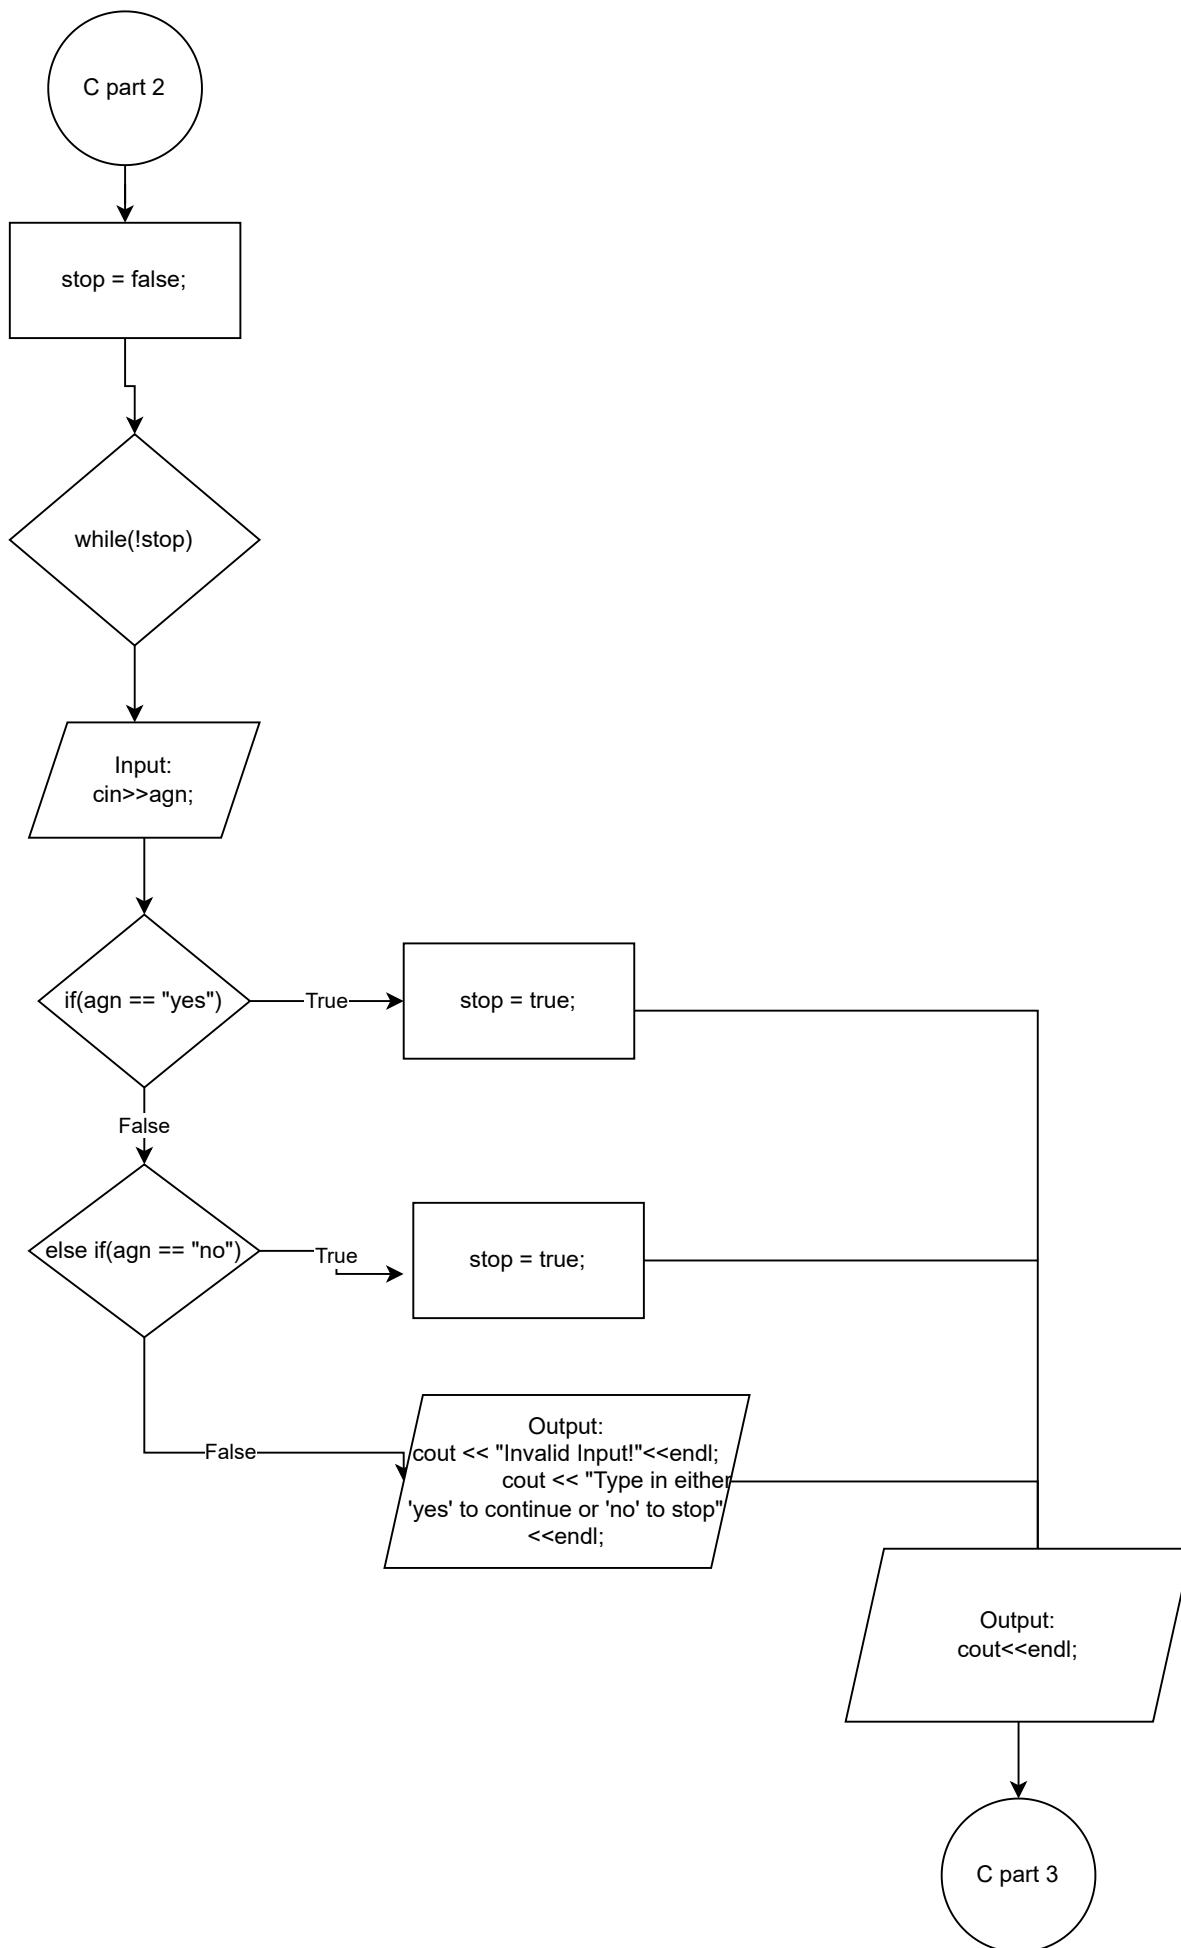 C part 2
stop = false;
while(!stop)
Input:
cin>>agn;
if(agn == "yes")
True
stop = true;
False
else if(agn == "no")
True
stop = true;
False
Output:
cout << "Invalid Input!"<<endl;
cout << "Type in either
'yes' to continue or 'no' to stop"
<<endl;
Output:
cout<<endl;
C part 3